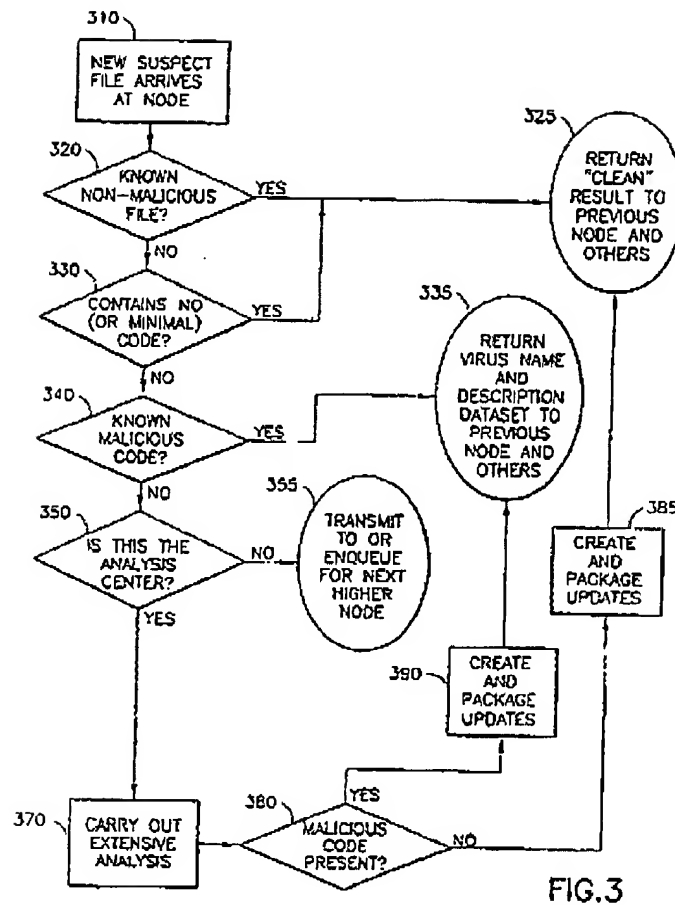 310
NEW SUSPECT
FILE ARRIVES
AT NODE
320
KNOWN
NON-MALICIOUS
FILE?
YES
NO
325
RETURN
"CLEAN"
RESULT TO
PREVIOUS
NODE AND
OTHERS
330
CONTAINS NO
(OR MINIMAL)
CODE?
YES
NO
335
RETURN
VIRUS NAME
AND
DESCRIPTION
DATASET TO
PREVIOUS
NODE AND
OTHERS
340
KNOWN
MALICIOUS
CODE?
YES
NO
350
IS THIS THE
ANALYSIS
CENTER?
NO
YES
355
TRANSMIT
TO OR
ENQUEUE
FOR NEXT
HIGHER
NODE
385
CREATE
AND
PACKAGE
UPDATES
390
CREATE
AND
PACKAGE
UPDATES
370
CARRY OUT
EXTENSIVE
ANALYSIS
380
MALICIOUS
CODE
PRESENT?
YES
NO
FIG.3